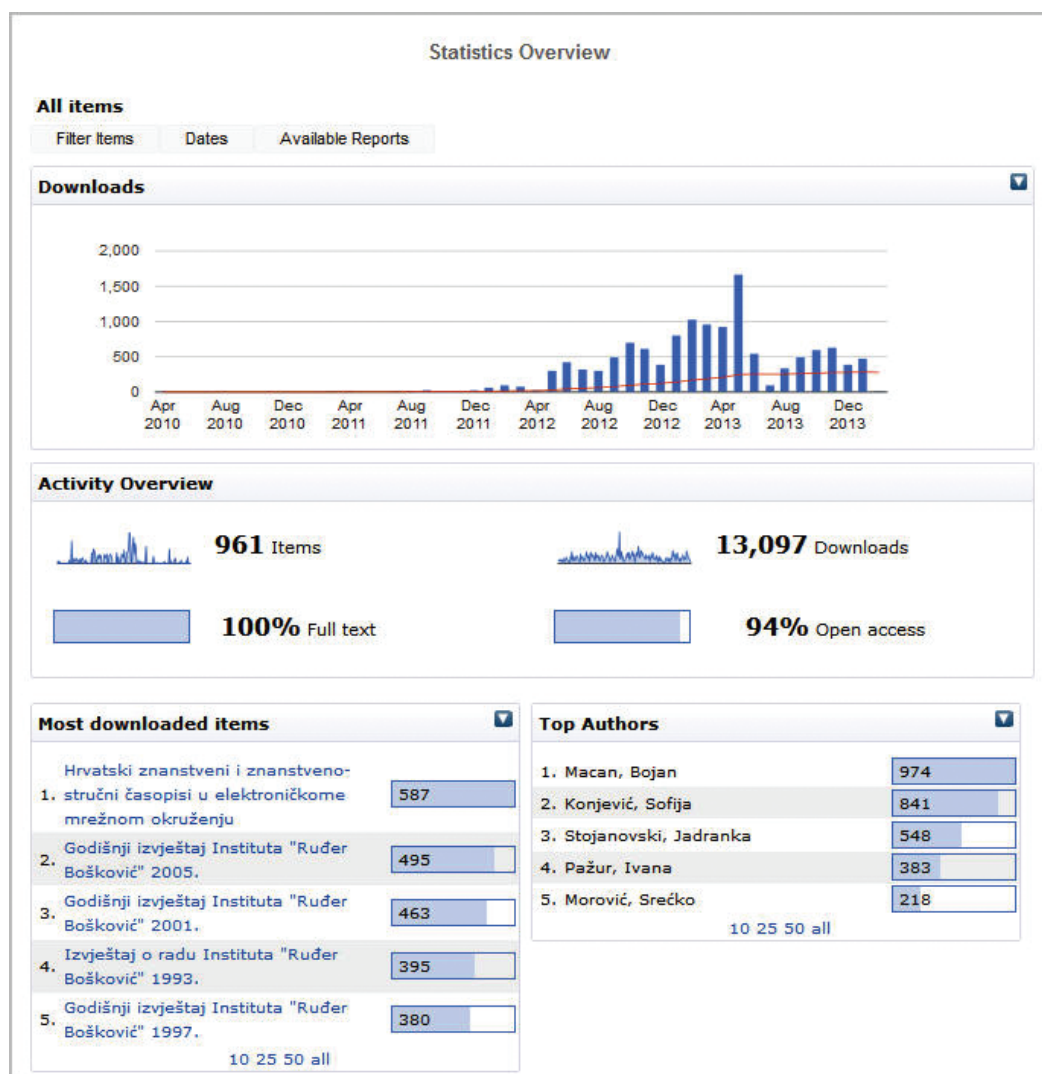 Statistics Overview
All items
Filter Items Dates Available Reports
Downloads
2,000
1,500
1,000
500
0
Apr Aug Dec Apr Aug Dec Apr Aug Dec Apr Aug Dec
2010 2010 2010 2011 2011 2011 2012 2012 2012 2013 2013 2013
Activity Overview
961 Items
13,097 Downloads
100% Full text
94% Open access
Most downloaded items
1. Hrvatski znanstveni i znanstveno-
stručni časopisi u elektroničkome
mrežnom okruženju
587
2. Godišnji izvještaj Instituta "Ruđer
Bošković" 2005.
495
3. Godišnji izvještaj Instituta "Ruđer
Bošković" 2001.
463
4. Izvještaj o radu Instituta "Ruđer
Bošković" 1993.
395
5. Godišnji izvještaj Instituta "Ruđer
Bošković" 1997.
380
10 25 50 all
Top Authors
1. Macan, Bojan 974
2. Konjević, Sofija 841
3. Stojanovski, Jadranka 548
4. Pažur, Ivana 383
5. Morović, Srećko 218
10 25 50 all